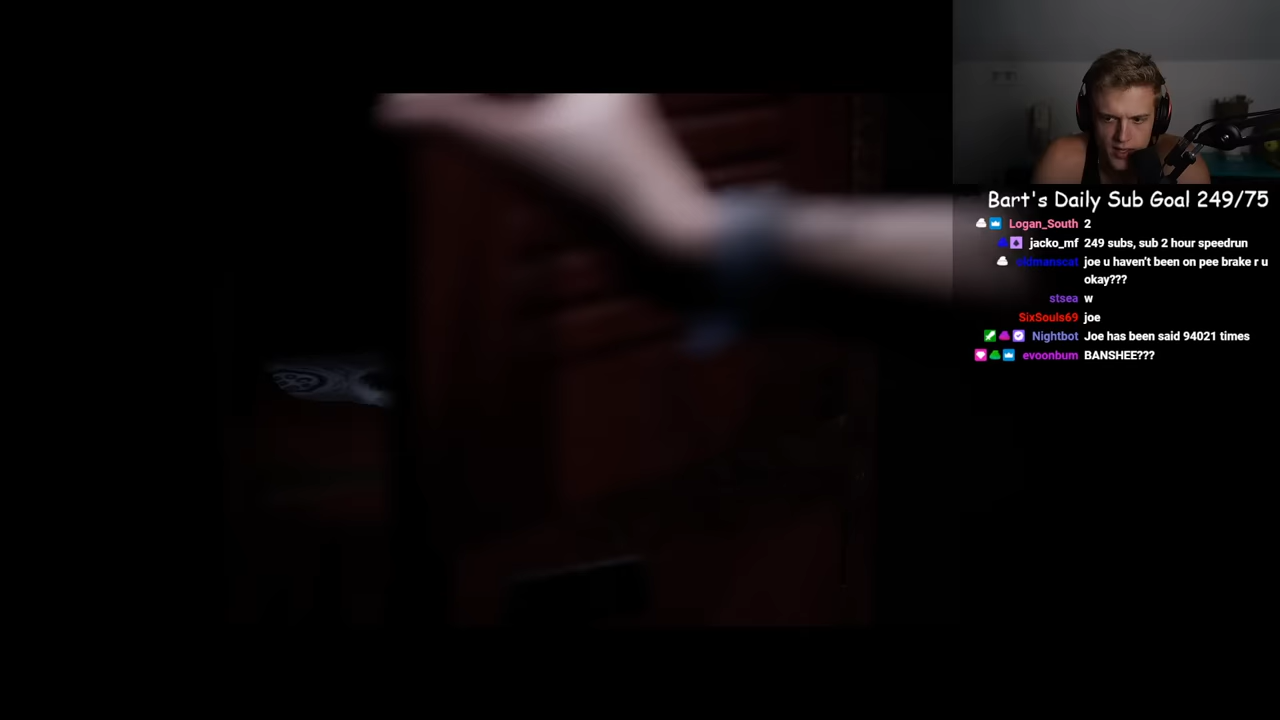 Bart's Daily Sub Goal 249/75
Logan_South 2
jacko_mf 249 subs, sub 2 hour speedrun
oldmanscat joe u haven't been on pee brake r u
okay???
stsea w
SixSouls69 joe
Nightbot Joe has been said 94021 times
evoonbum BANSHEE???